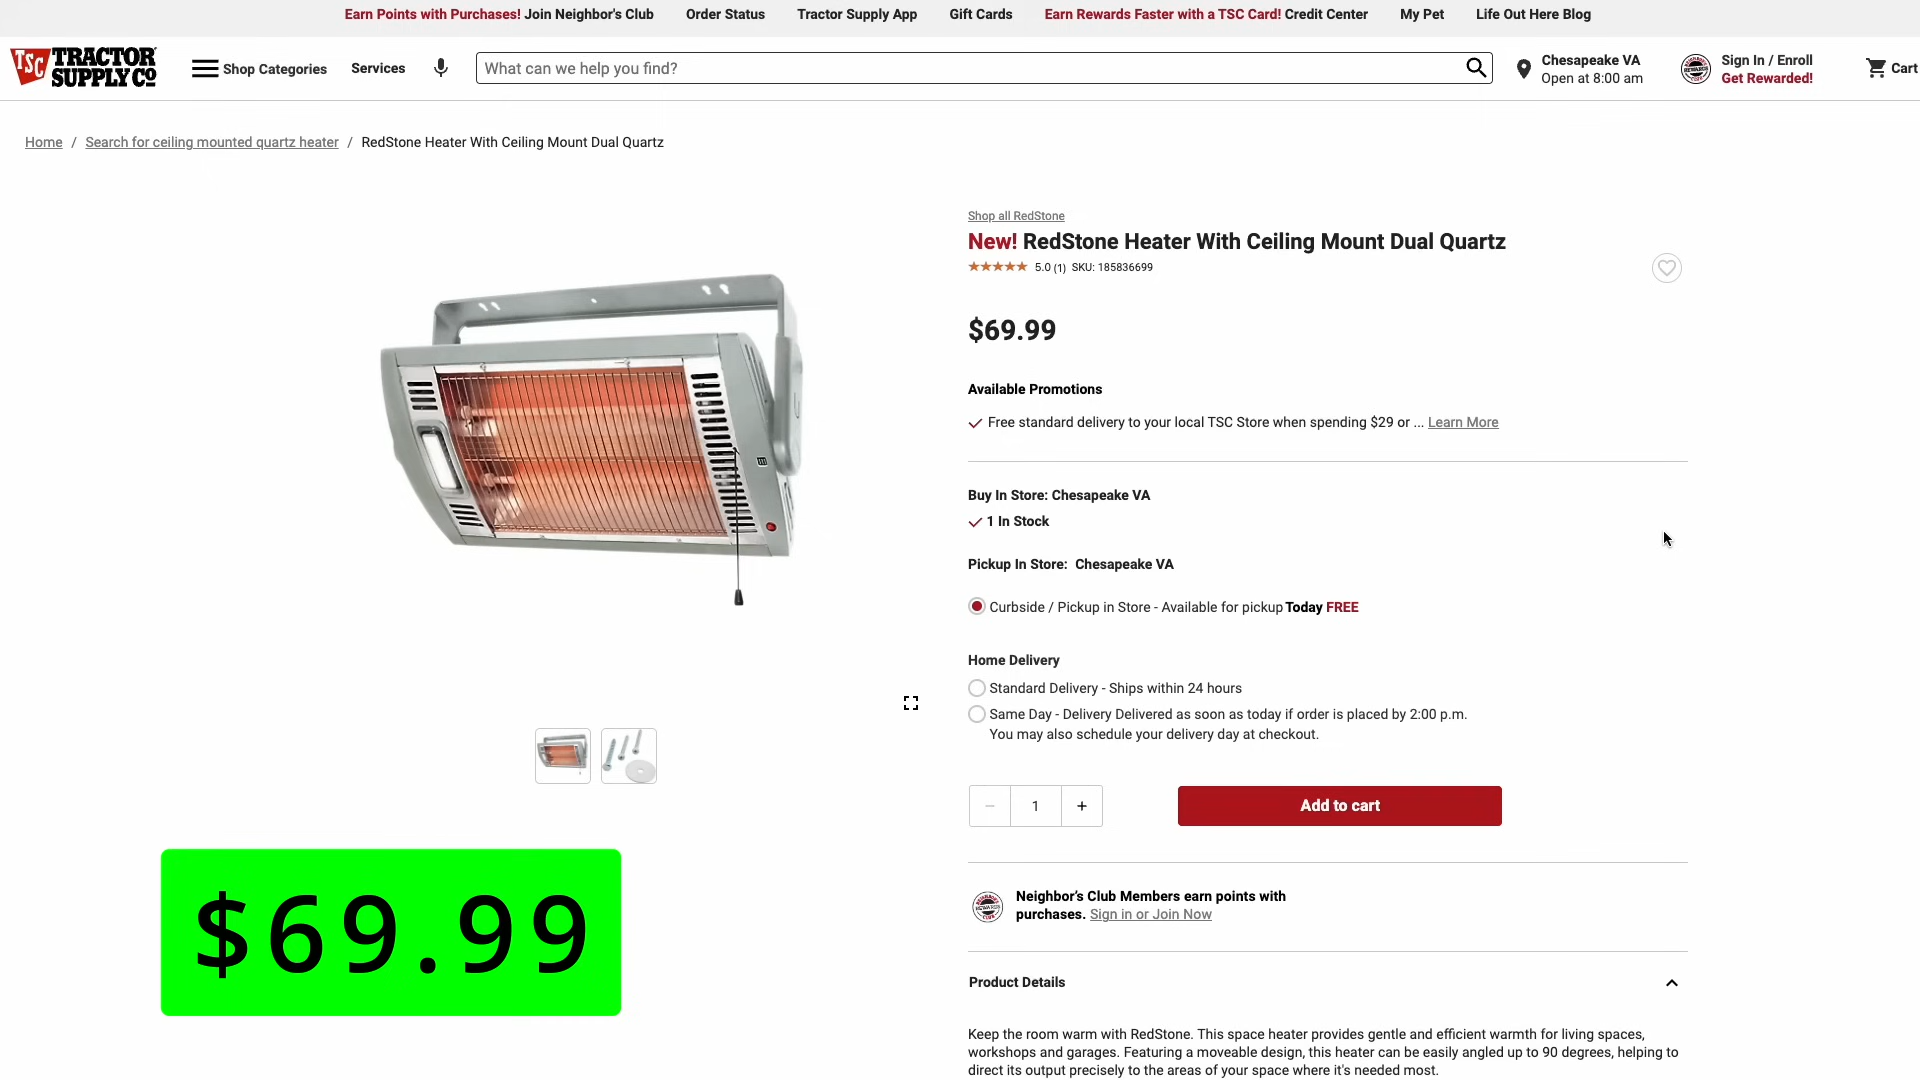 Earn Points with Purchases! Join Neighbor's Club Order Status Tractor Supply App Gift Cards Earn Rewards Faster with a TSC Card! Credit Center My Pet Life Out Here Blog
TSC TRACTOR SUPPLY CO
Shop Categories Services What can we help you find?
Chesapeake VA
Open at 8:00 am
Sign In / Enroll
Get Rewarded!
Cart
Home / Search for ceiling mounted quartz heater / RedStone Heater With Ceiling Mount Dual Quartz
Shop all RedStone
New! RedStone Heater With Ceiling Mount Dual Quartz
5.0 (1) SKU: 185836699
$69.99
Available Promotions
Free standard delivery to your local TSC Store when spending $29 or ... Learn More
Buy In Store: Chesapeake VA
1 In Stock
Pickup In Store: Chesapeake VA
Curbside / Pickup in Store - Available for pickup Today FREE
Home Delivery
Standard Delivery - Ships within 24 hours
Same Day - Delivery Delivered as soon as today if order is placed by 2:00 p.m.
You may also schedule your delivery day at checkout.
− 1 +
Add to cart
$69.99
Neighbor's Club Members earn points with
purchases. Sign in or Join Now
Product Details
Keep the room warm with RedStone. This space heater provides gentle and efficient warmth for living spaces,
workshops and garages. Featuring a moveable design, this heater can be easily angled up to 90 degrees, helping to
direct its output precisely to the areas of your space where it's needed most.